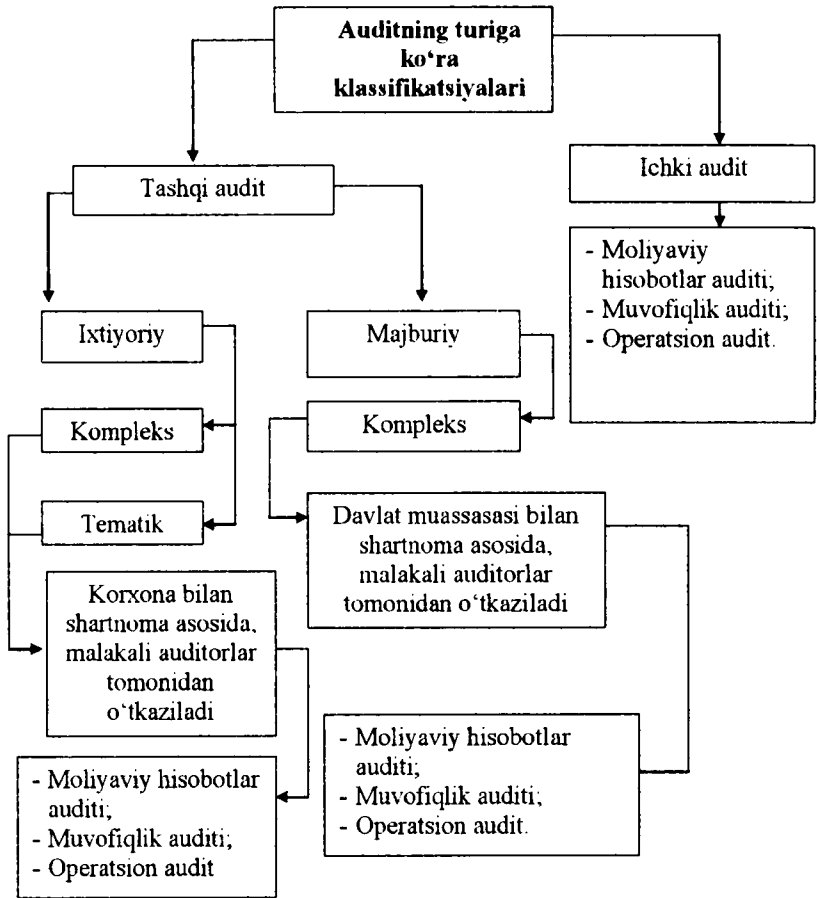 Auditning turiga
ko‘ra
klassifikatsiyalari
Tashqi audit
Ichki audit
- Moliyaviy
hisobotlar auditi;
- Muvofiqlik auditi;
- Operatsion audit.
Ixtiyoriy
Majburiy
Kompleks
Kompleks
Tematik
Davlat muassasasi bilan
shartnoma asosida,
malakali auditorlar
tomonidan o‘tkaziladi
Korxona bilan
shartnoma asosida,
malakali auditorlar
tomonidan
o‘tkaziladi
- Moliyaviy hisobotlar
auditi;
- Muvofiqlik auditi;
- Operatsion audit.
- Moliyaviy hisobotlar
auditi;
- Muvofiqlik auditi;
- Operatsion audit